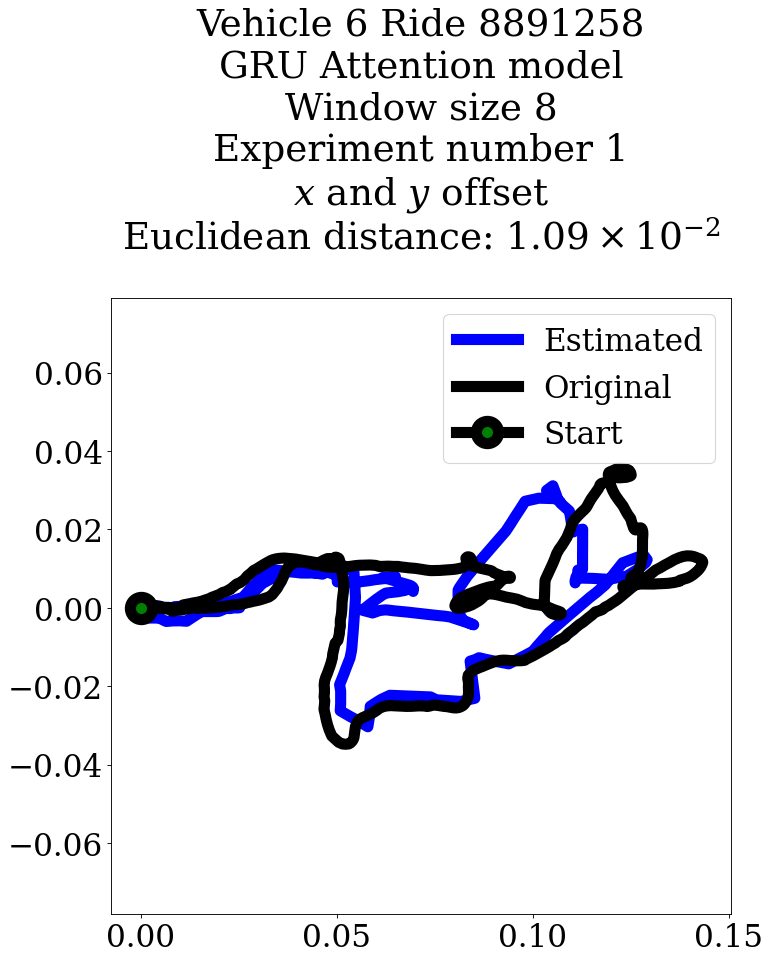 Vehicle 6 Ride 8891258
GRU Attention model
Window size 8
Experiment number 1
x and y offset
Euclidean distance: 1.09 × 10⁻²
Estimated
Original
Start
0.06
0.04
0.02
0.00
−0.02
−0.04
−0.06
0.00 0.05 0.10 0.15